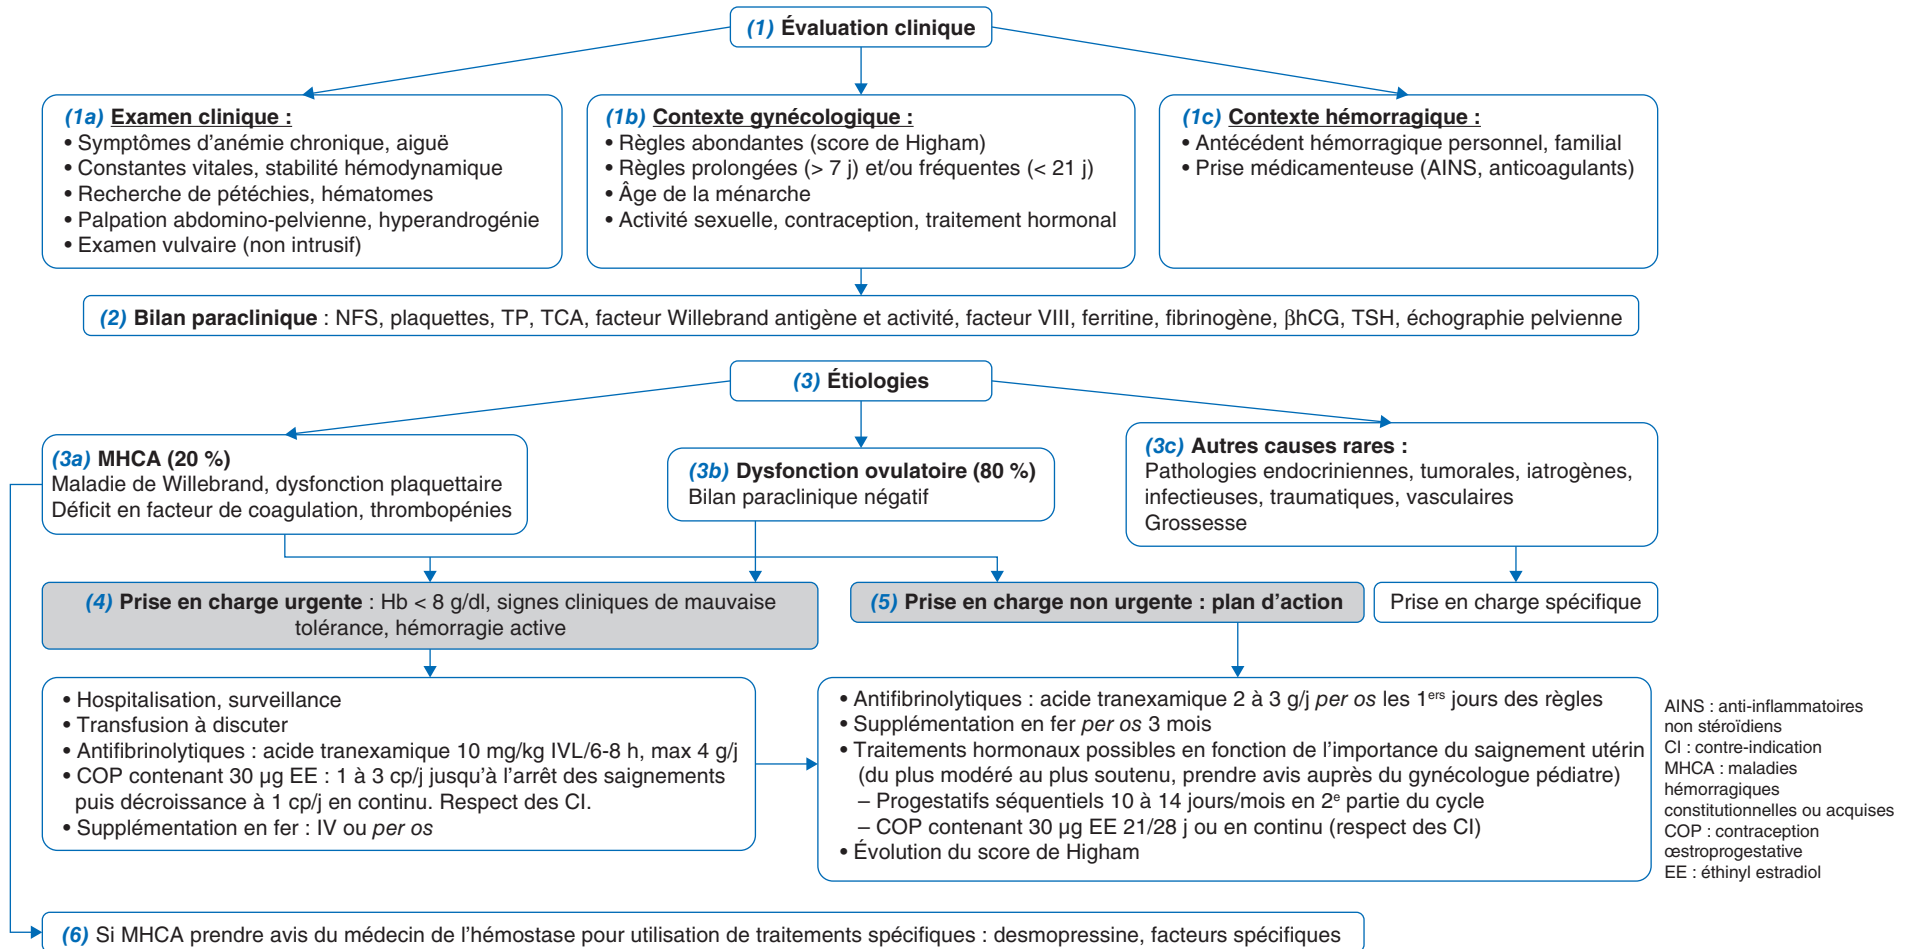 (1) Évaluation clinique
(1a) Examen clinique :
• Symptômes d'anémie chronique, aiguë
• Constantes vitales, stabilité hémodynamique
• Recherche de pétéchies, hématomes
• Palpation abdomino-pelvienne, hyperandrogénie
• Examen vulvaire (non intrusif)
(1b) Contexte gynécologique :
• Règles abondantes (score de Higham)
• Règles prolongées (> 7 j) et/ou fréquentes (< 21 j)
• Âge de la ménarche
• Activité sexuelle, contraception, traitement hormonal
(1c) Contexte hémorragique :
• Antécédent hémorragique personnel, familial
• Prise médicamenteuse (AINS, anticoagulants)
(2) Bilan paraclinique : NFS, plaquettes, TP, TCA, facteur Willebrand antigène et activité, facteur VIII, ferritine, fibrinogène, βhCG, TSH, échographie pelvienne
(3) Étiologies
(3a) MHCA (20 %)
Maladie de Willebrand, dysfonction plaquettaire
Déficit en facteur de coagulation, thrombopénies
(3b) Dysfonction ovulatoire (80 %)
Bilan paraclinique négatif
(3c) Autres causes rares :
Pathologies endocriniennes, tumorales, iatrogènes,
infectieuses, traumatiques, vasculaires
Grossesse
(4) Prise en charge urgente : Hb < 8 g/dl, signes cliniques de mauvaise
tolérance, hémorragie active
(5) Prise en charge non urgente : plan d'action
Prise en charge spécifique
• Hospitalisation, surveillance
• Transfusion à discuter
• Antifibrinolytiques : acide tranexamique 10 mg/kg IVL/6-8 h, max 4 g/j
• COP contenant 30 µg EE : 1 à 3 cp/j jusqu'à l'arrêt des saignements
puis décroissance à 1 cp/j en continu. Respect des CI.
• Supplémentation en fer : IV ou per os
• Antifibrinolytiques : acide tranexamique 2 à 3 g/j per os les 1ers jours des règles
• Supplémentation en fer per os 3 mois
• Traitements hormonaux possibles en fonction de l'importance du saignement utérin
(du plus modéré au plus soutenu, prendre avis auprès du gynécologue pédiatre)
– Progestatifs séquentiels 10 à 14 jours/mois en 2e partie du cycle
– COP contenant 30 µg EE 21/28 j ou en continu (respect des CI)
• Évolution du score de Higham
AINS : anti-inflammatoires
non stéroïdiens
CI : contre-indication
MHCA : maladies
hémorragiques
constitutionnelles ou acquises
COP : contraception
œstroprogestative
EE : éthinyl estradiol
(6) Si MHCA prendre avis du médecin de l'hémostase pour utilisation de traitements spécifiques : desmopressine, facteurs spécifiques